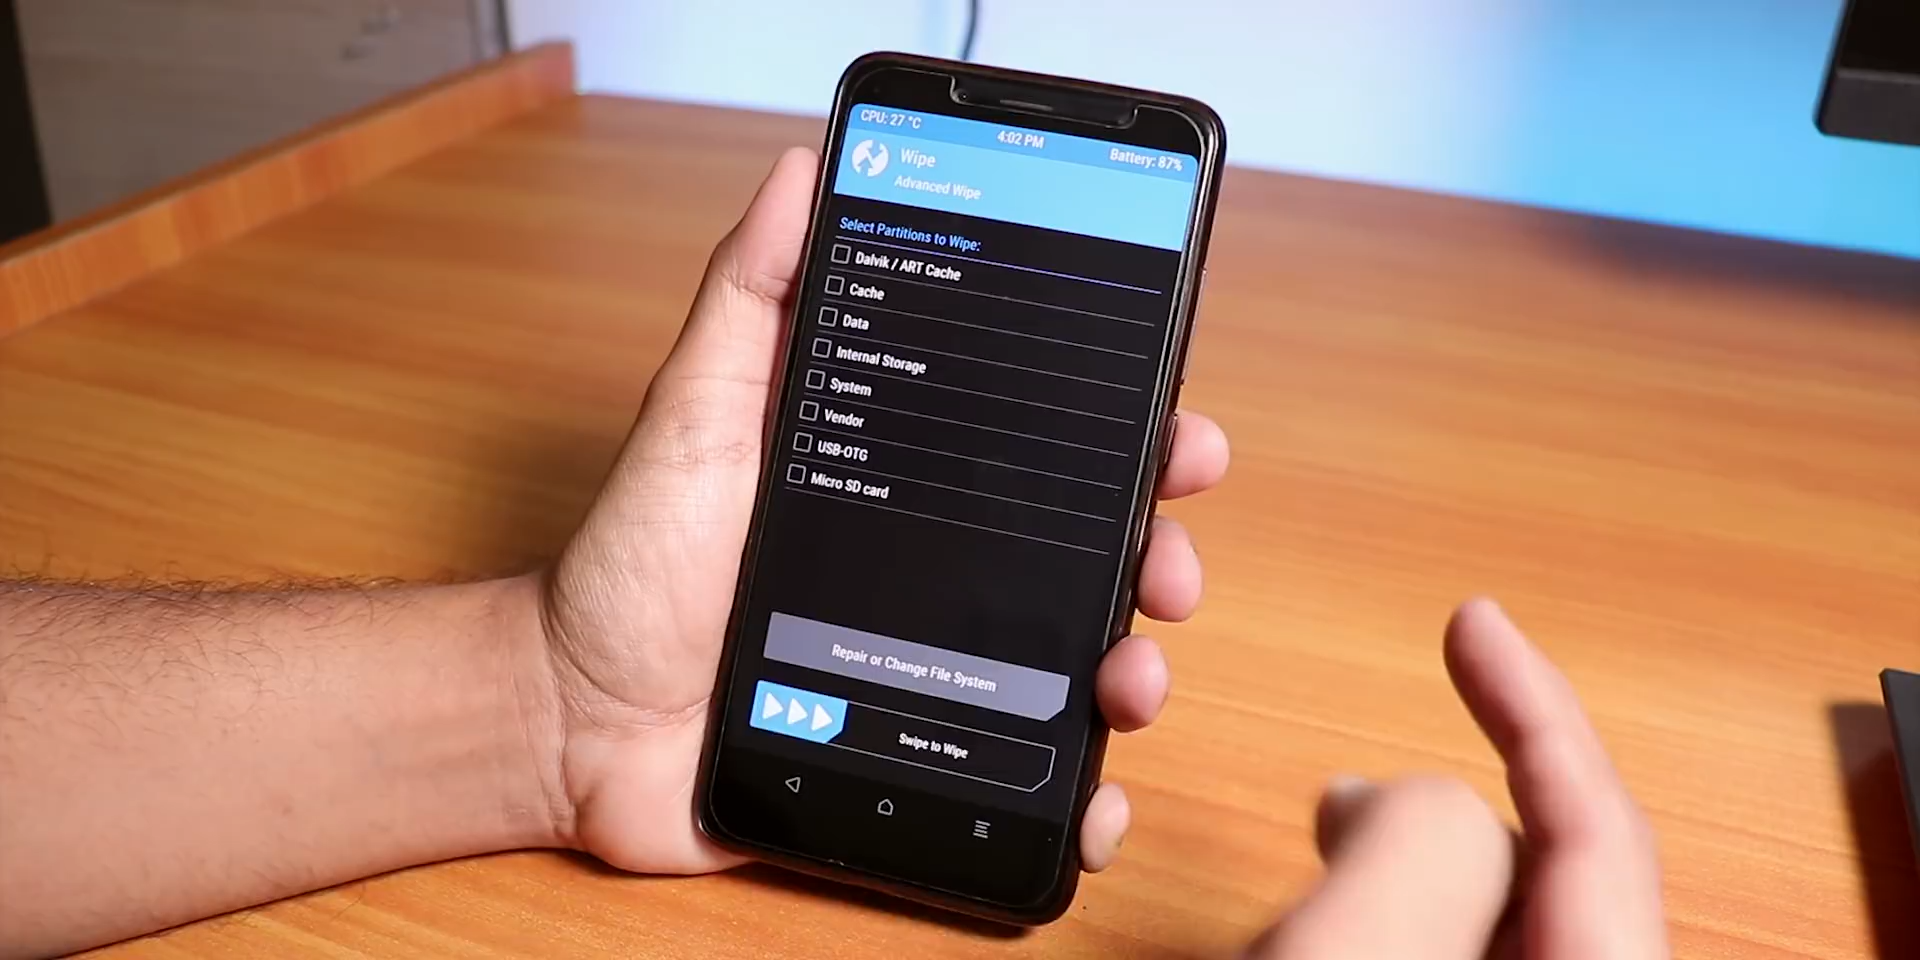 CPU: 27 °C 4:02 PM Battery: 87%
Wipe
Advanced Wipe
Select Partitions to Wipe:
Dalvik / ART Cache
Cache
Data
Internal Storage
System
Vendor
USB-OTG
Micro SD card
Repair or Change File System
Swipe to Wipe